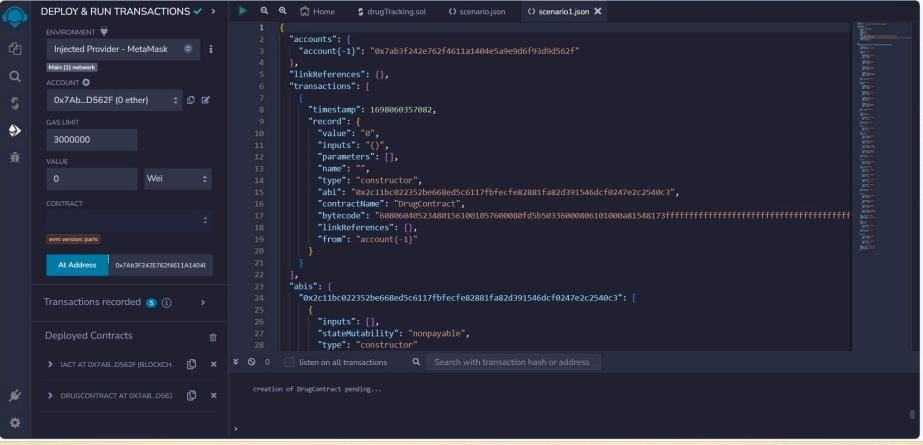 DEPLOY & RUN TRANSACTIONS
ENVIRONMENT
Injected Provider - MetaMask
Main (1) network
ACCOUNT
0x7Ab...D562F (0 ether)
GAS LIMIT
3000000
VALUE
0
Wei
CONTRACT
evm version: paris
At Address
0x7Ab3F242E762f4611A1404
Transactions recorded 5
Deployed Contracts
IACT AT 0X7AB...D562F (BLOCKCH
DRUGCONTRACT AT 0X7AB...D562
Home
drugTracking.sol
scenario.json
scenario1.json
1 {
2 "accounts": {
3 "account{-1}": "0x7ab3f242e762f4611a1404e5a9e9d6f93d9d562f"
4 },
5 "linkReferences": {},
6 "transactions": [
7 {
8 "timestamp": 1698060357082,
9 "record": {
10 "value": "0",
11 "inputs": "()",
12 "parameters": [],
13 "name": "",
14 "type": "constructor",
15 "abi": "0x2c11bc022352be668ed5c6117fbfecfe82881fa82d391546dcf0247e2c2540c3",
16 "contractName": "DrugContract",
17 "bytecode":
18 "linkReferences": {},
19 "from": "account{-1}"
20 }
21 }
22 ],
23 "abis": {
24 "0x2c11bc022352be668ed5c6117fbfecfe82881fa82d391546dcf0247e2c2540c3": [
25 {
26 "inputs": [],
27 "stateMutability": "nonpayable",
28 "type": "constructor"
0
listen on all transactions
Search with transaction hash or address
creation of DrugContract pending...
>